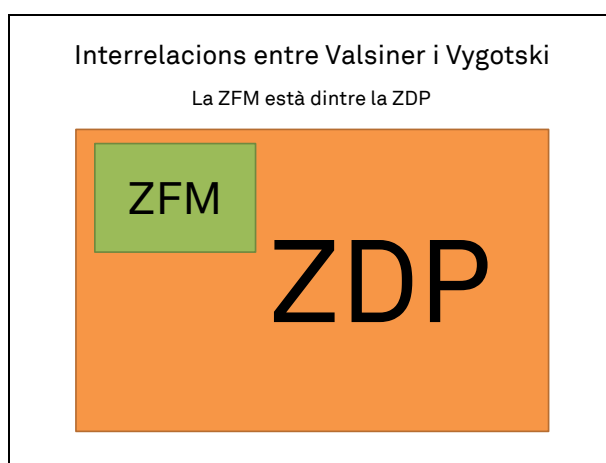 Interrelacions entre Valsiner i Vygotski
La ZFM està dintre la ZDP
ZFM
ZDP